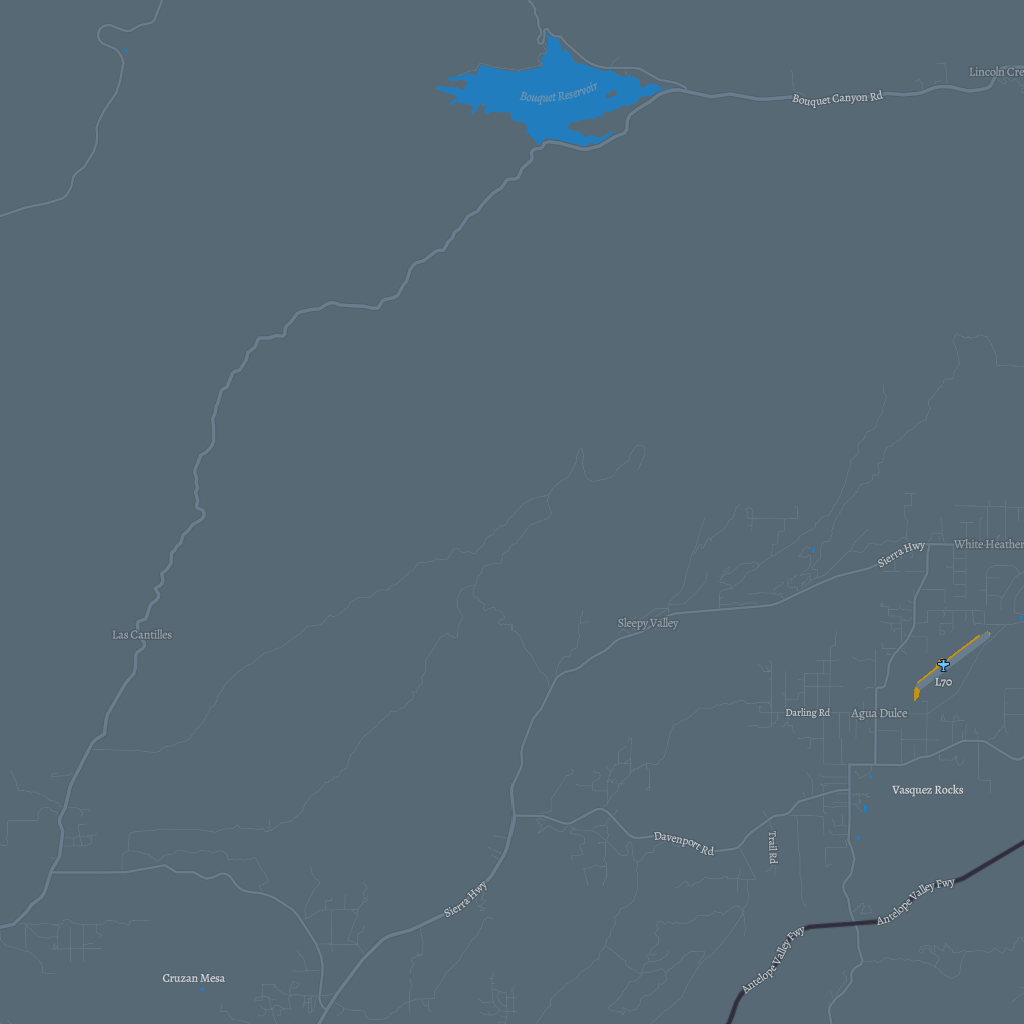 Lincoln Cre
Bouquet Reservoir
Bouquet Canyon Rd
Sierra Hwy
White Heather
Sleepy Valley
Las Cantilles
L70
Darling Rd
Agua Dulce
Vasquez Rocks
Davenport Rd
Trail Rd
Sierra Hwy
Antelope Valley Fwy
Antelope Valley Fwy
Cruzan Mesa